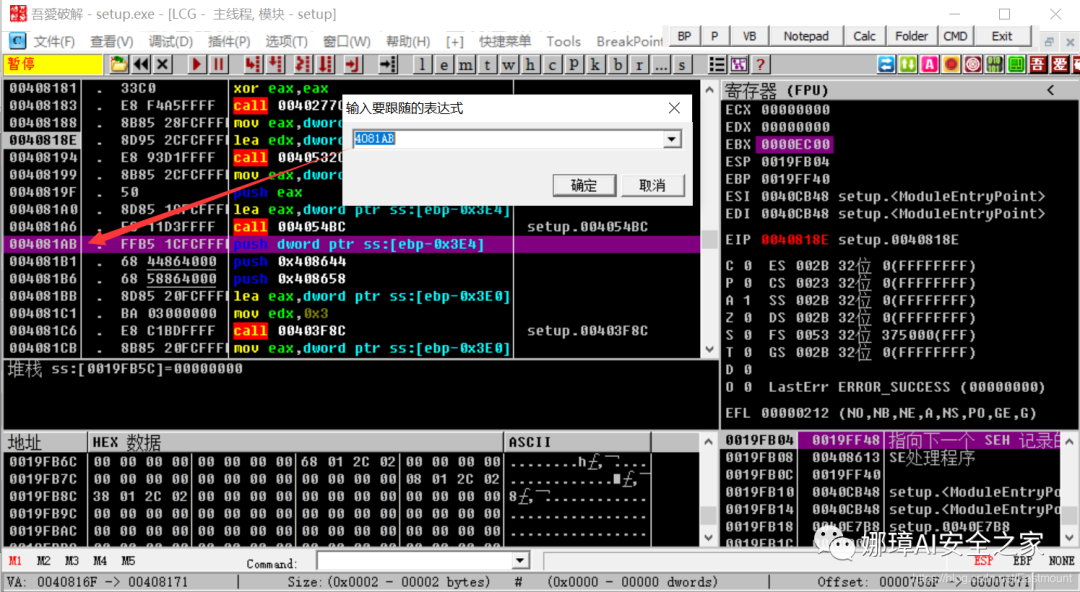 吾愛破解 - setup.exe - [LCG - 主线程, 模块 - setup]
文件(F) 查看(V) 调试(D) 插件(P) 选项(T) 窗口(W) 帮助(H) [+] 快捷菜单 Tools BreakPoint
BP P VB Notepad Calc Folder CMD Exit
暂停
l e m t w h c P k b r ... s
00408181 . 33C0 xor eax,eax
00408183 . E8 F4A5FFFF call 0040277C
00408188 . 8B85 28FCFFFF mov eax,dword
0040818E . 8D95 2CFCFFFF lea edx,dword
00408194 . E8 93D1FFFF call 0040532C
00408199 . 8B85 2CFCFFFF mov eax,dword
0040819F . 50 push eax
004081A0 . 8D85 1CFCFFFF lea eax,dword ptr ss:[ebp-0x3E4]
004081A6 . E8 11D3FFFF call 004054BC setup.004054BC
004081AB . FFB5 1CFCFFFF push dword ptr ss:[ebp-0x3E4]
004081B1 . 68 44864000 push 0x408644
004081B6 . 68 58864000 push 0x408658
004081BB . 8D85 20FCFFFF lea eax,dword ptr ss:[ebp-0x3E0]
004081C1 . BA 03000000 mov edx,0x3
004081C6 . E8 C1BDFFFF call 00403F8C setup.00403F8C
004081CB . 8B85 20FCFFFF mov eax,dword ptr ss:[ebp-0x3E0]
输入要跟随的表达式
4081AB
确定 取消
堆栈 ss:[0019FB5C]=00000000
寄存器 (FPU) <
ECX 00000000
EDX 00000000
EBX 0000EC00
ESP 0019FB04
EBP 0019FF40
ESI 0040CB48 setup.<ModuleEntryPoint>
EDI 0040CB48 setup.<ModuleEntryPoint>
EIP 0040818E setup.0040818E
C 0 ES 002B 32位 0(FFFFFFFF)
P 0 CS 0023 32位 0(FFFFFFFF)
A 1 SS 002B 32位 0(FFFFFFFF)
Z 0 DS 002B 32位 0(FFFFFFFF)
S 0 FS 0053 32位 375000(FFF)
T 0 GS 002B 32位 0(FFFFFFFF)
D 0
O 0 LastErr ERROR_SUCCESS (00000000)
EFL 00000212 (NO,NB,NE,A,NS,PO,GE,G)
地址 HEX 数据 ASCII
0019FB6C 00 00 00 00 00 00 00 00 68 01 2C 02 00 00 00 00
0019FB7C 00 00 00 00 00 00 00 00 00 00 00 00 08 01 2C 02
0019FB8C 38 01 2C 02 00 00 00 00 00 00 00 00 00 00 00 00
0019FB9C 00 00 00 00 00 00 00 00 00 00 00 00 00 00 00 00
0019FBAC 00 00 00 00 00 00 00 00 00 00 00 00 00 00 00 00
0019FB04 0019FF48 指向下一个 SEH 记录的
0019FB08 00408613 SE处理程序
0019FB0C 0019FF40
0019FB10 0040CB48 setup.<ModuleEntryPo
0019FB14 0040CB48 setup.<ModuleEntryPo
0019FB18 0040E7B8 setup.0040E7B8
0019FB1C
娜璋AI安全之家
M1 M2 M3 M4 M5 Command: ESP EBP NONE
VA: 0040816F -> 00408171 Size:(0x0002 - 00002 bytes) # (0x0000 - 00000 dwords) Offset: 0000756F -> 00007571